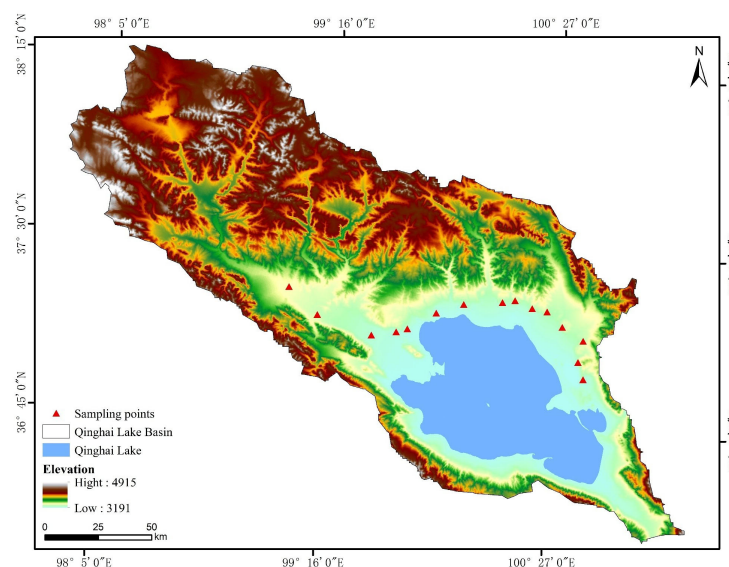 98° 5′0″E 99° 16′0″E 100° 27′0″E
38° 15′0″N
N
37° 30′0″N
36° 45′0″N
Sampling points
Qinghai Lake Basin
Qinghai Lake
Elevation
Hight : 4915
Low : 3191
0 25 50
km
98° 5′0″E 99° 16′0″E 100° 27′0″E